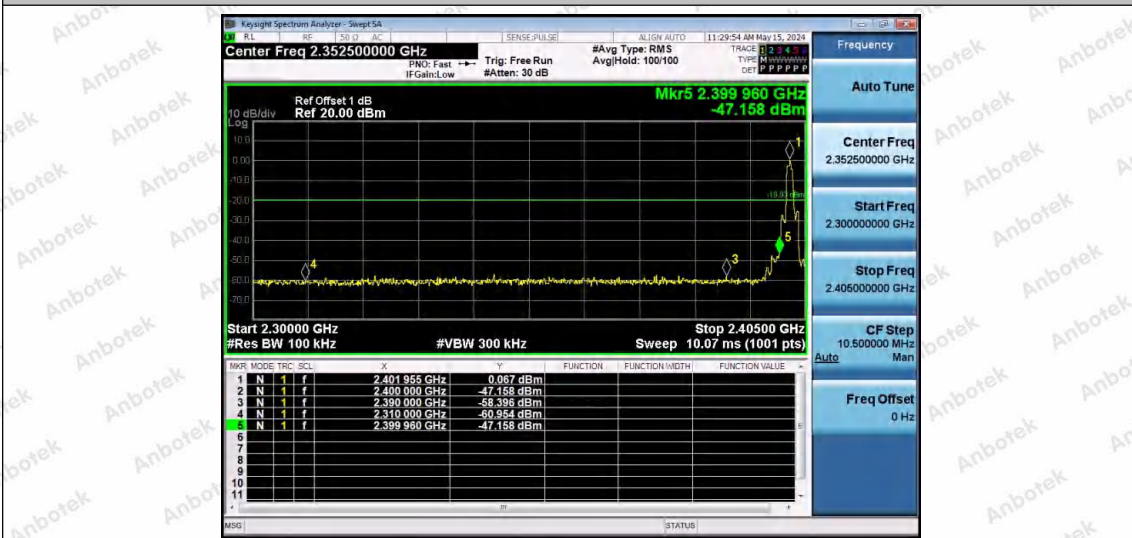 Keysight Spectrum Analyzer - Swept SA
RL RF 50 Ω AC SENSE:PULSE ALIGN AUTO 11:29:54 AM May 15, 2024
Center Freq 2.352500000 GHz
PNO: Fast
IFGain:Low
Trig: Free Run
#Atten: 30 dB
#Avg Type: RMS
Avg|Hold: 100/100
TRACE 1 2 3 4 5 6
TYPE M WWWWW
DET P P P P P P
Frequency
Mkr5 2.399 960 GHz
-47.158 dBm
Ref Offset 1 dB
10 dB/div Ref 20.00 dBm
Log
10.0
0.00
-10.0
-20.0
-30.0
-40.0
-50.0
-60.0
-70.0
1
5
3
4
Start 2.30000 GHz Stop 2.40500 GHz
#Res BW 100 kHz #VBW 300 kHz Sweep 10.07 ms (1001 pts)
MKR MODE TRC SCL X Y FUNCTION FUNCTION WIDTH FUNCTION VALUE
1 N 1 f 2.401 955 GHz 0.067 dBm
2 N 1 f 2.400 000 GHz -47.158 dBm
3 N 1 f 2.390 000 GHz -58.396 dBm
4 N 1 f 2.310 000 GHz -60.954 dBm
5 N 1 f 2.399 960 GHz -47.158 dBm
6
7
8
9
10
11
MSG STATUS
Auto Tune
Center Freq
2.352500000 GHz
Start Freq
2.300000000 GHz
Stop Freq
2.405000000 GHz
CF Step
10.500000 MHz
Auto Man
Freq Offset
0 Hz
Anbotek